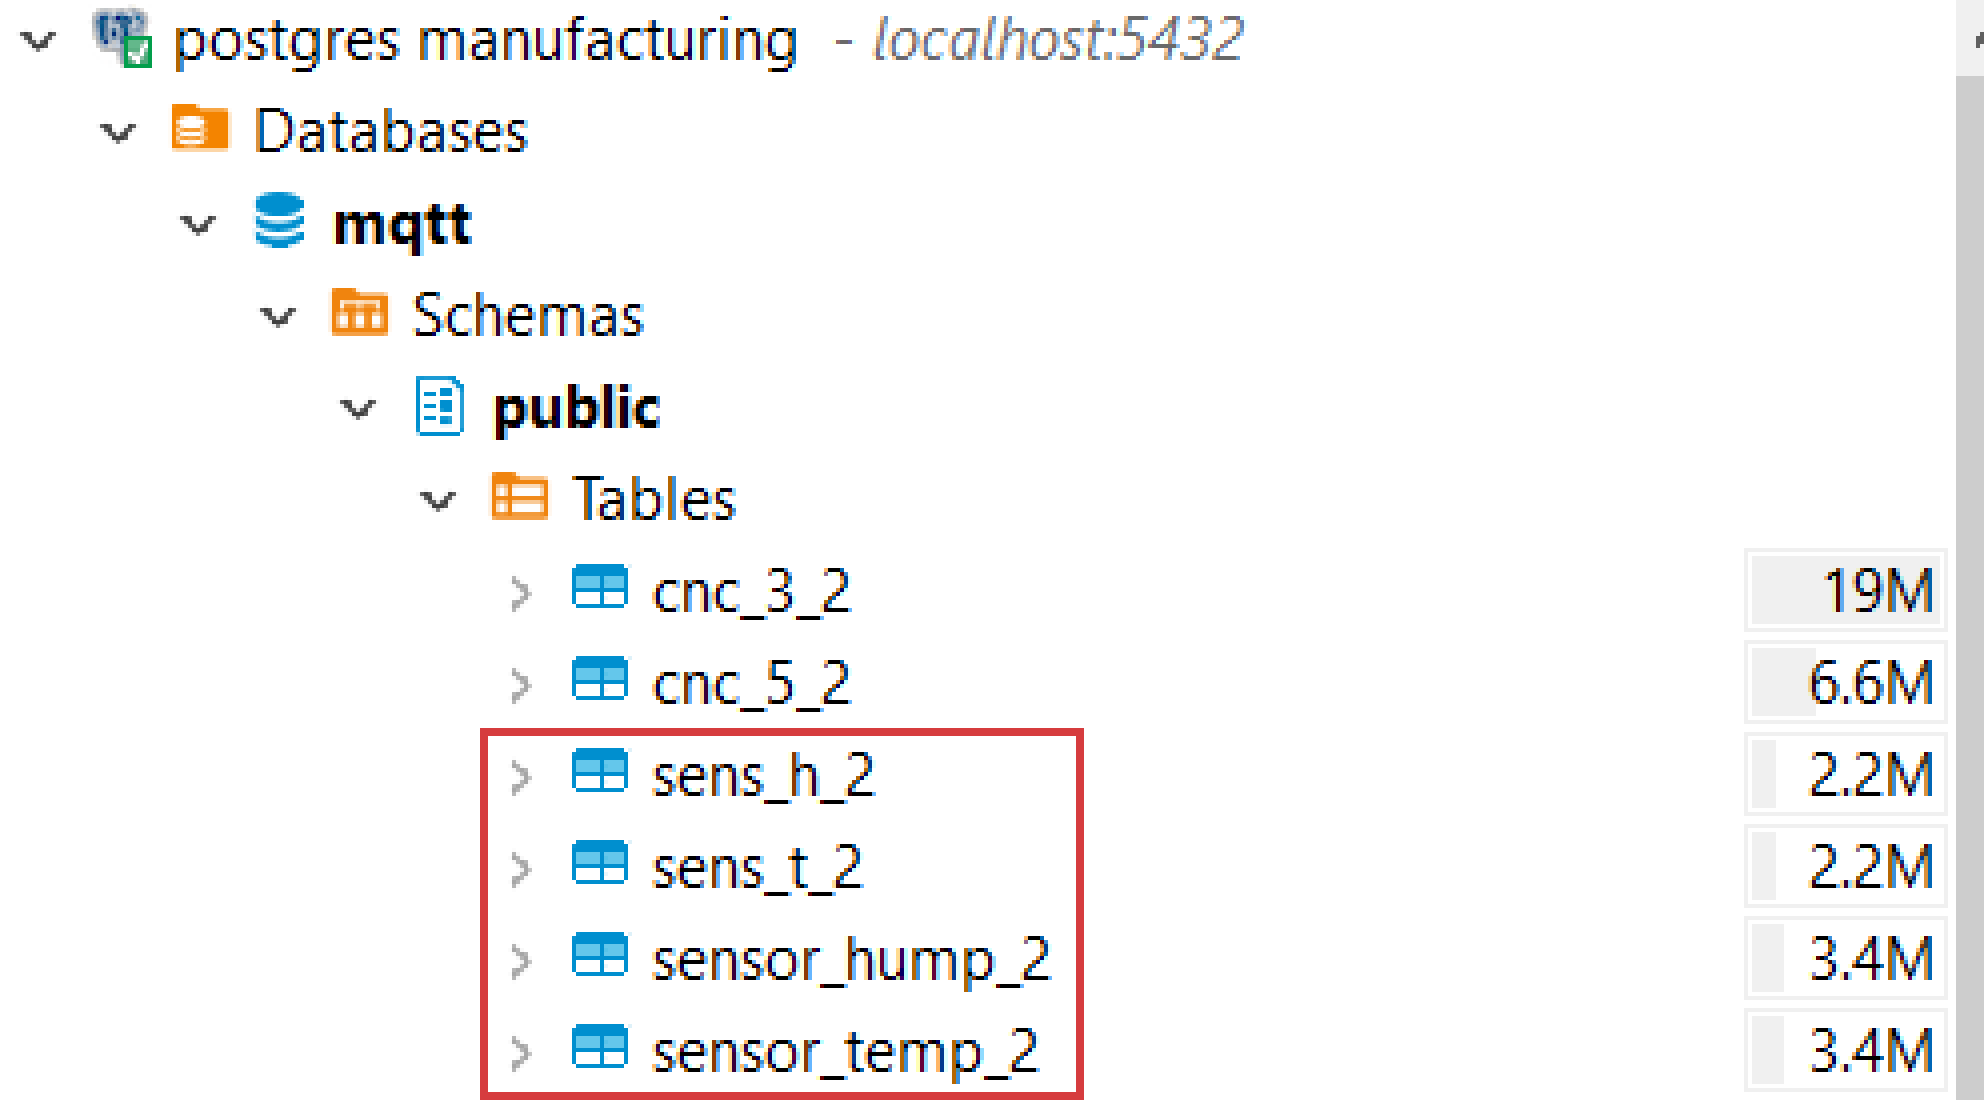 postgres manufacturing - localhost:5432
Databases
mqtt
Schemas
public
Tables
cnc_3_2 19M
cnc_5_2 6.6M
sens_h_2 2.2M
sens_t_2 2.2M
sensor_hump_2 3.4M
sensor_temp_2 3.4M